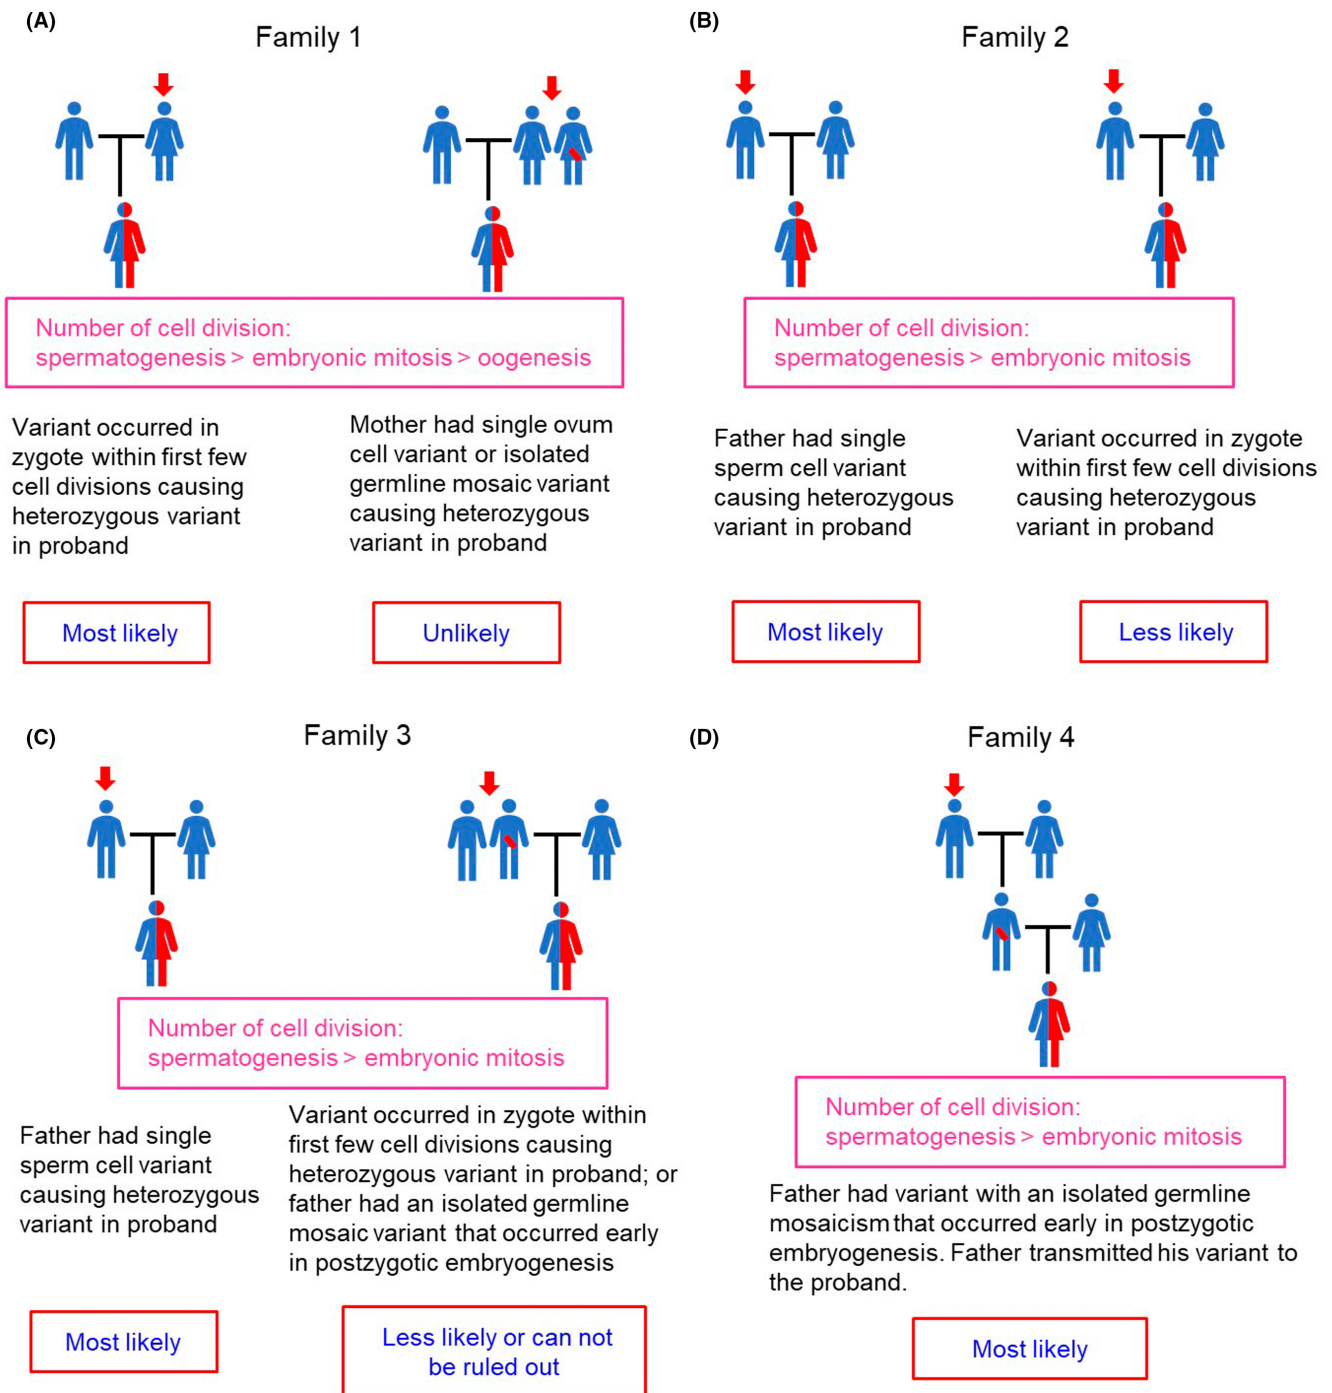 (A)
Family 1
Number of cell division:
spermatogenesis > embryonic mitosis > oogenesis
Variant occurred in
zygote within first few
cell divisions causing
heterozygous variant
in proband
Most likely
Mother had single ovum
cell variant or isolated
germline mosaic variant
causing heterozygous
variant in proband
Unlikely
(B)
Family 2
Number of cell division:
spermatogenesis > embryonic mitosis
Father had single
sperm cell variant
causing heterozygous
variant in proband
Most likely
Variant occurred in zygote
within first few cell divisions
causing heterozygous
variant in proband
Less likely
(C)
Family 3
Number of cell division:
spermatogenesis > embryonic mitosis
Father had single
sperm cell variant
causing heterozygous
variant in proband
Most likely
Variant occurred in zygote within
first few cell divisions causing
heterozygous variant in proband; or
father had an isolated germline
mosaic variant that occurred early
in postzygotic embryogenesis
Less likely or can not
be ruled out
(D)
Family 4
Number of cell division:
spermatogenesis > embryonic mitosis
Father had variant with an isolated germline
mosaicism that occurred early in postzygotic
embryogenesis. Father transmitted his variant to
the proband.
Most likely